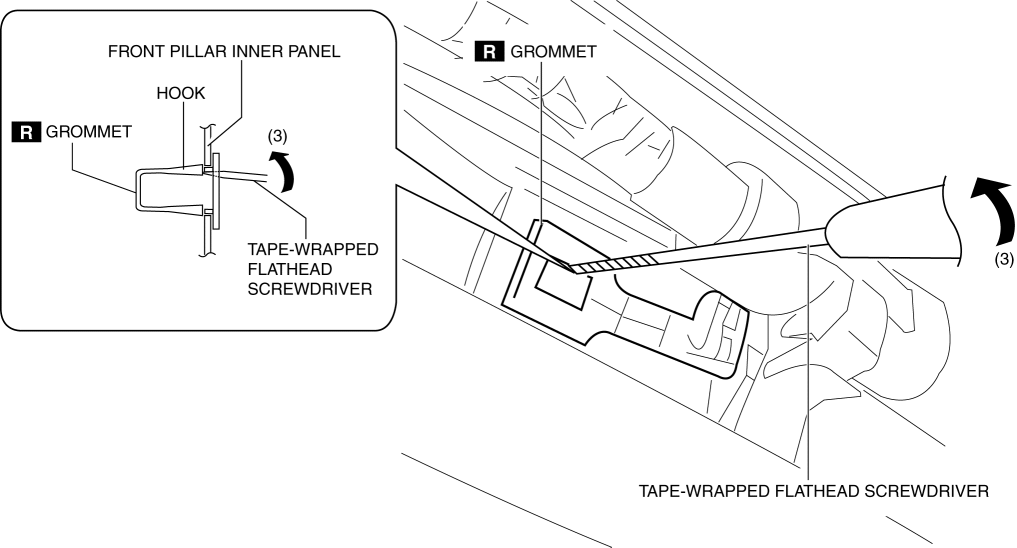 FRONT PILLAR INNER PANEL
HOOK
R GROMMET
(3)
TAPE-WRAPPED
FLATHEAD
SCREWDRIVER
R GROMMET
(3)
TAPE-WRAPPED FLATHEAD SCREWDRIVER